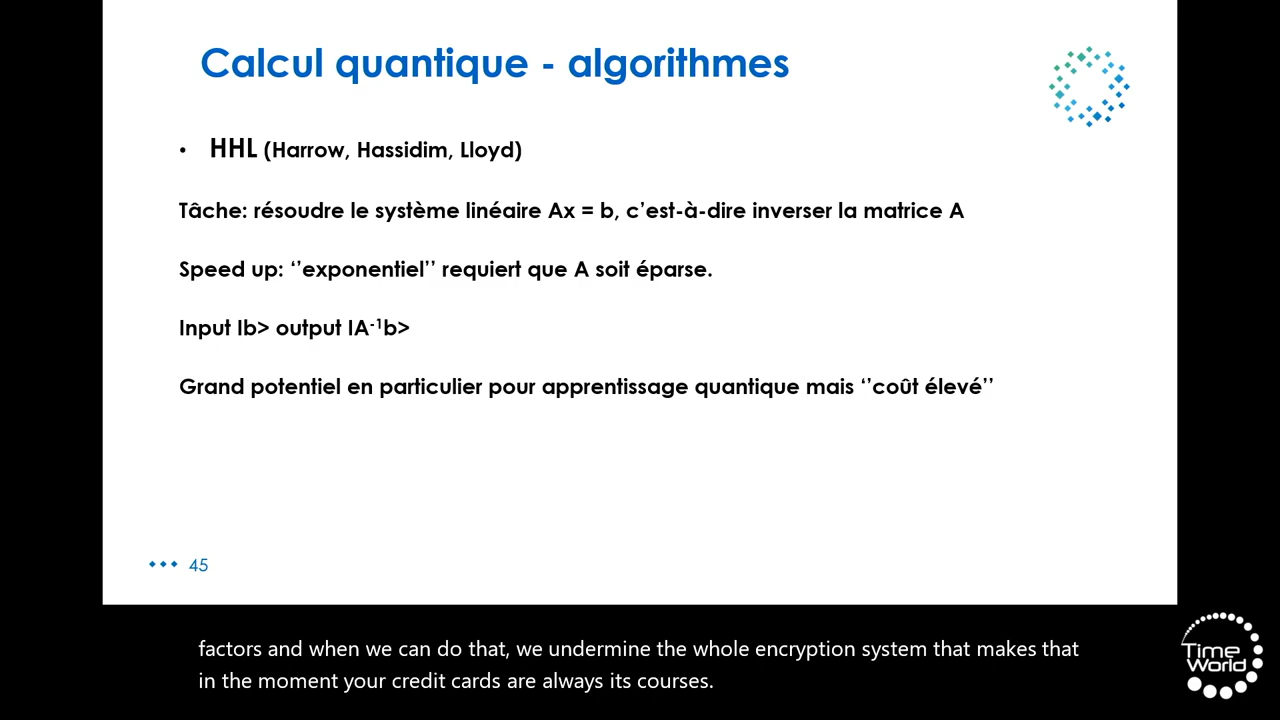 Calcul quantique - algorithmes
• HHL (Harrow, Hassidim, Lloyd)
Tâche: résoudre le système linéaire Ax = b, c’est-à-dire inverser la matrice A
Speed up: ‘’exponentiel’’ requiert que A soit éparse.
Input Ib> output IA⁻¹b>
Grand potentiel en particulier pour apprentissage quantique mais ‘’coût élevé’’
45
factors and when we can do that, we undermine the whole encryption system that makes that
in the moment your credit cards are always its courses.
Time
World